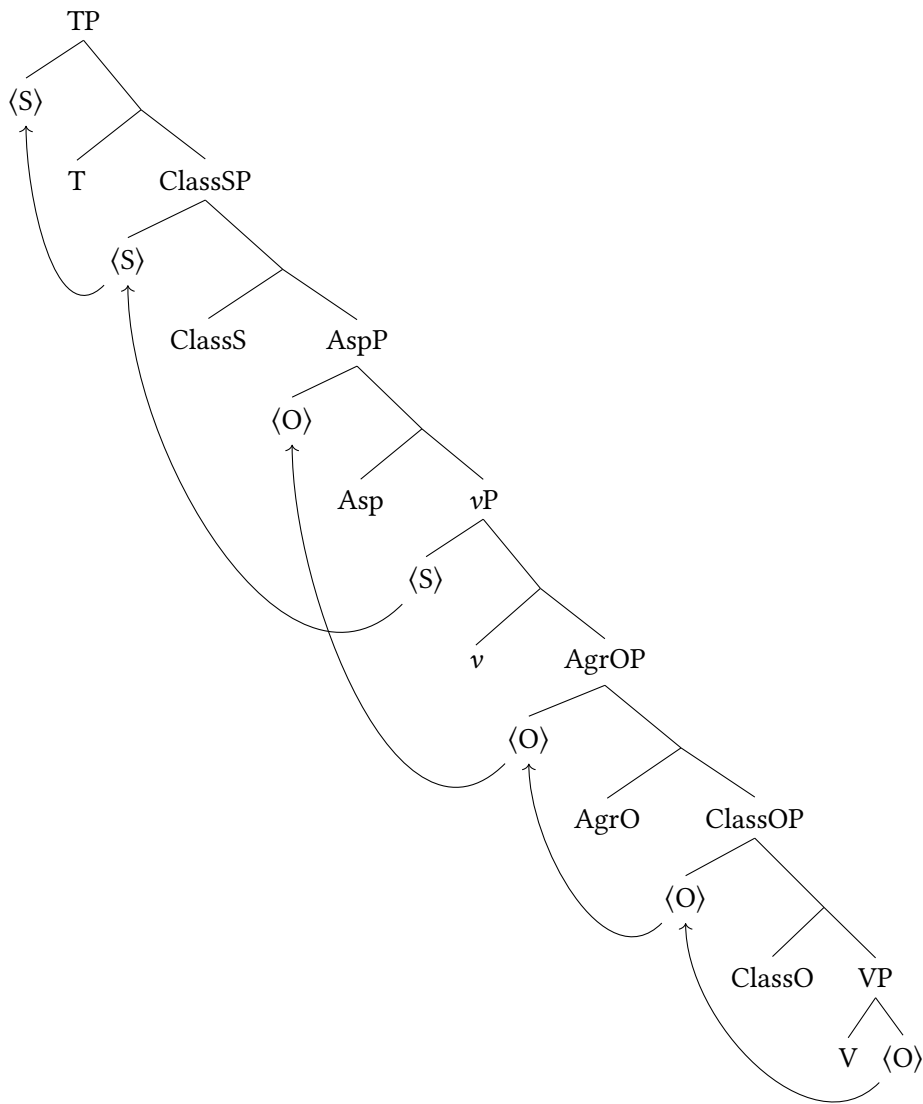 TP
⟨S⟩
T ClassSP
⟨S⟩
ClassS AspP
⟨O⟩
Asp vP
⟨S⟩
v AgrOP
⟨O⟩
AgrO ClassOP
⟨O⟩
ClassO VP
V ⟨O⟩